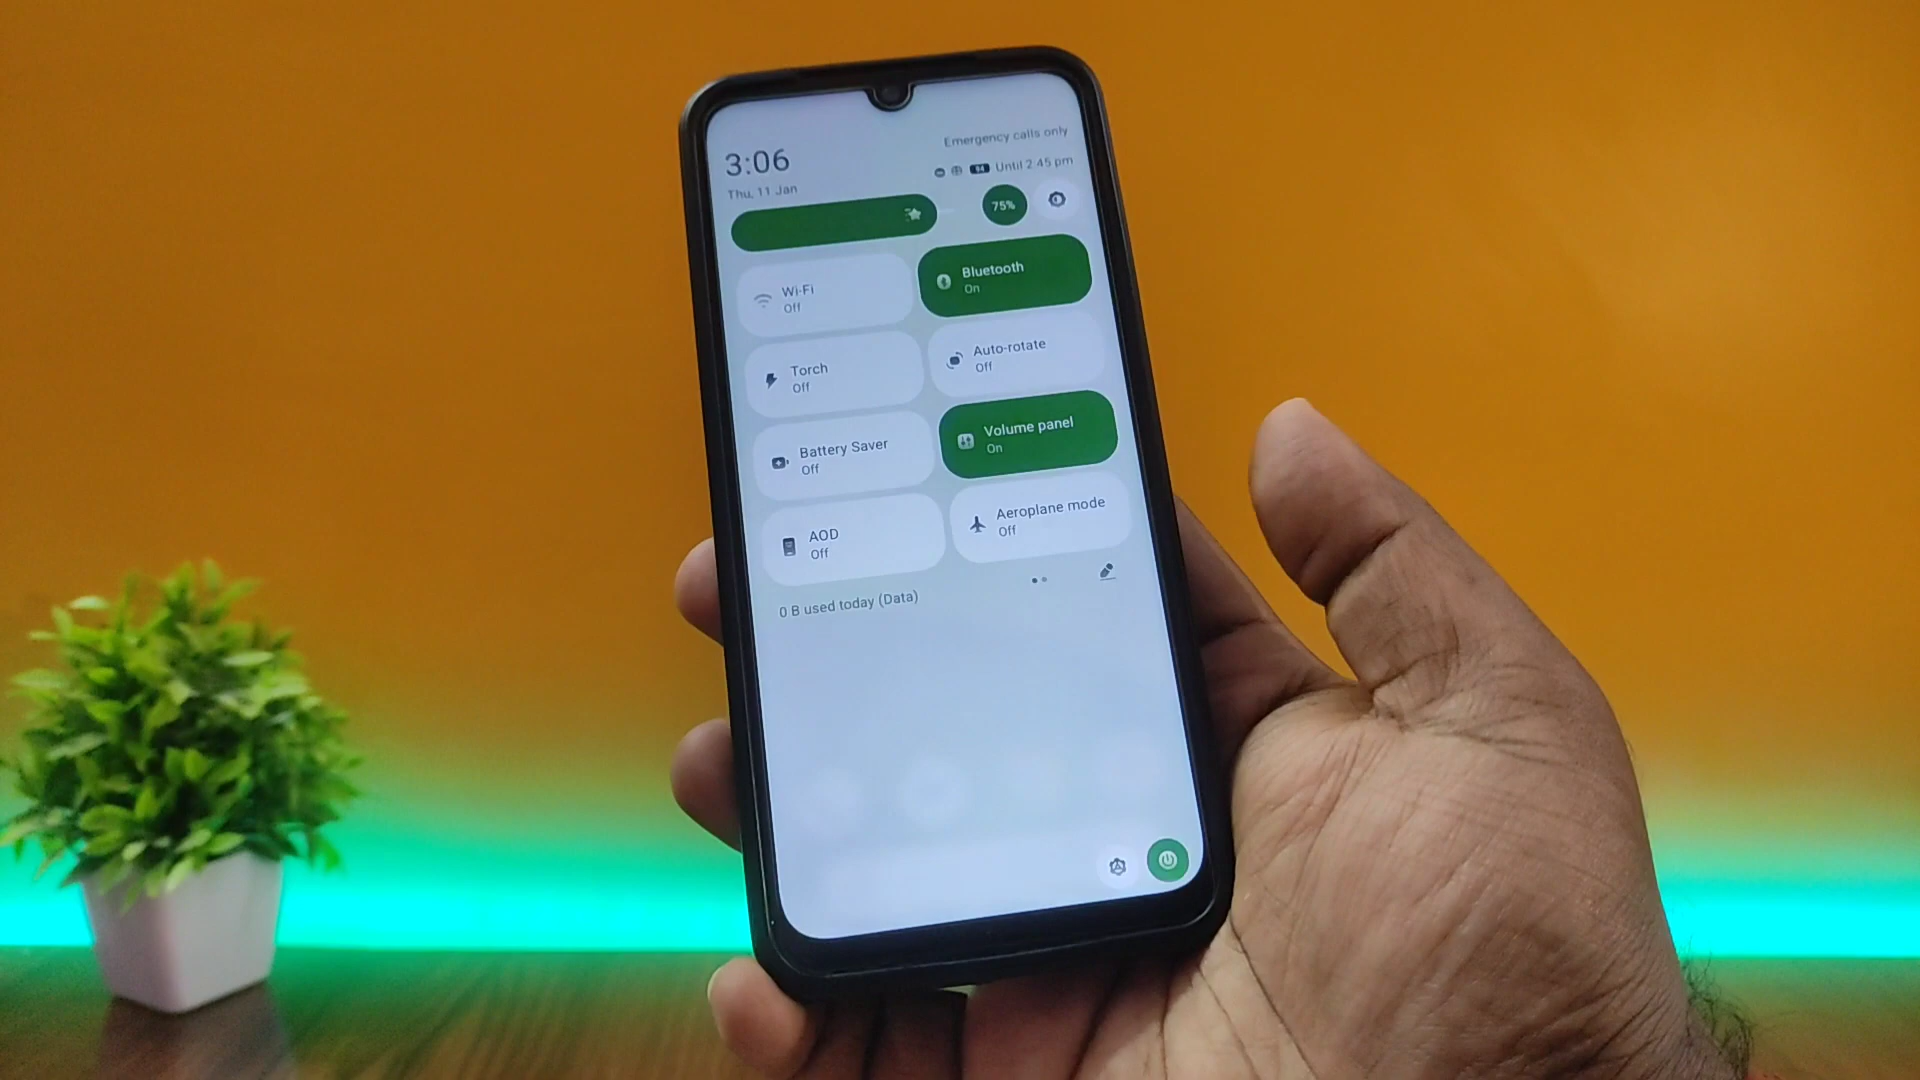 Emergency calls only
3:06
94 Until 2:45 pm
Thu, 11 Jan
75%
Wi-Fi
Off
Bluetooth
On
Torch
Off
Auto-rotate
Off
Battery Saver
Off
Volume panel
On
AOD
Off
Aeroplane mode
Off
0 B used today (Data)